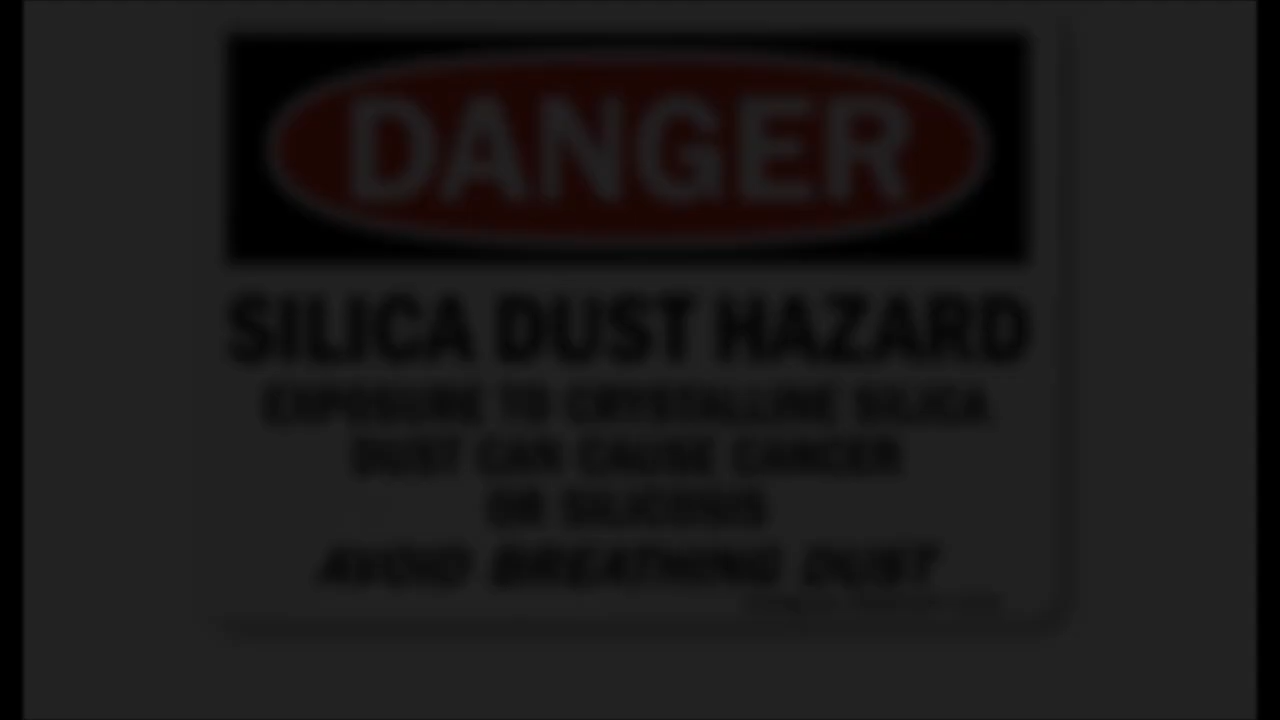 DANGER
SILICA DUST HAZARD
EXPOSURE TO CRYSTALLINE SILICA
DUST CAN CAUSE CANCER
OR SILICOSIS
AVOID BREATHING DUST